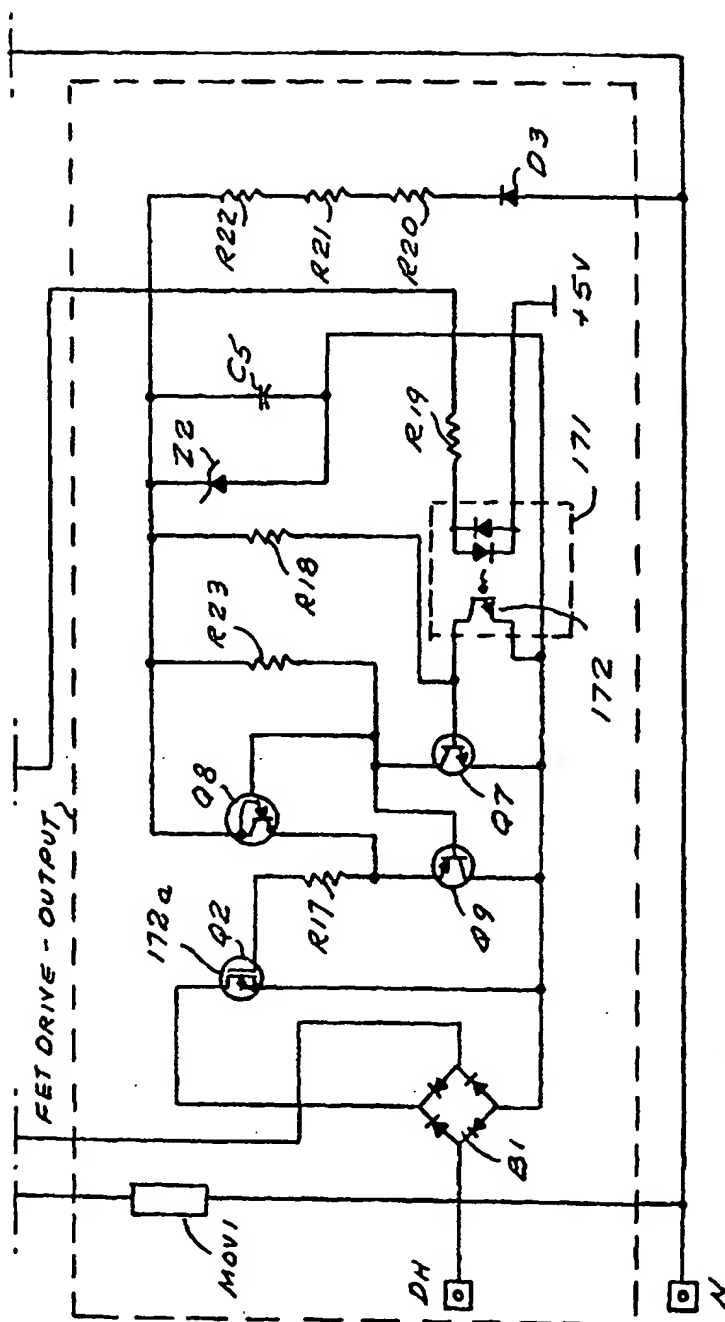 FET DRIVE - OUTPUT
MOV1
DH
N
B1
172a
Q2
R17
Q8
Q9
Q7
R23
R18
Z2
C5
172
171
R19
+5V
R22
R21
R20
D3